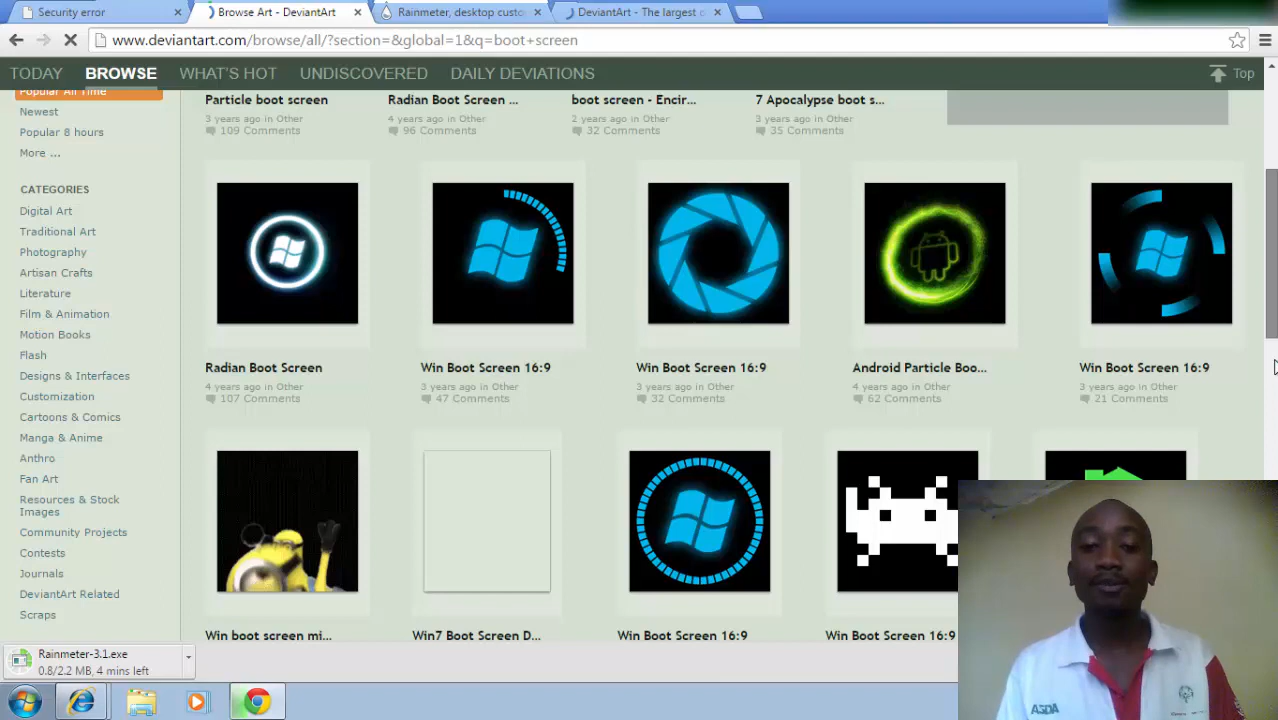 Security error
Browse Art - DeviantArt
Rainmeter, desktop custo
DeviantArt - The largest o
www.deviantart.com/browse/all/?section=&global=1&q=boot+screen
TODAY
BROWSE
WHAT'S HOT
UNDISCOVERED
DAILY DEVIATIONS
Top
Popular All Time
Newest
Popular 8 hours
More ...
CATEGORIES
Digital Art
Traditional Art
Photography
Artisan Crafts
Literature
Film & Animation
Motion Books
Flash
Designs & Interfaces
Customization
Cartoons & Comics
Manga & Anime
Anthro
Fan Art
Resources & Stock
Images
Community Projects
Contests
Journals
DeviantArt Related
Scraps
Particle boot screen
3 years ago in Other
109 Comments
Radian Boot Screen ...
4 years ago in Other
96 Comments
boot screen - Encir...
2 years ago in Other
32 Comments
7 Apocalypse boot s...
3 years ago in Other
35 Comments
Radian Boot Screen
4 years ago in Other
107 Comments
Win Boot Screen 16:9
3 years ago in Other
47 Comments
Win Boot Screen 16:9
3 years ago in Other
32 Comments
Android Particle Boo...
4 years ago in Other
62 Comments
Win Boot Screen 16:9
3 years ago in Other
21 Comments
Win boot screen mi...
Win7 Boot Screen D...
Win Boot Screen 16:9
Win Boot Screen 16:9
Rainmeter-3.1.exe
0.8/2.2 MB, 4 mins left
ASDA